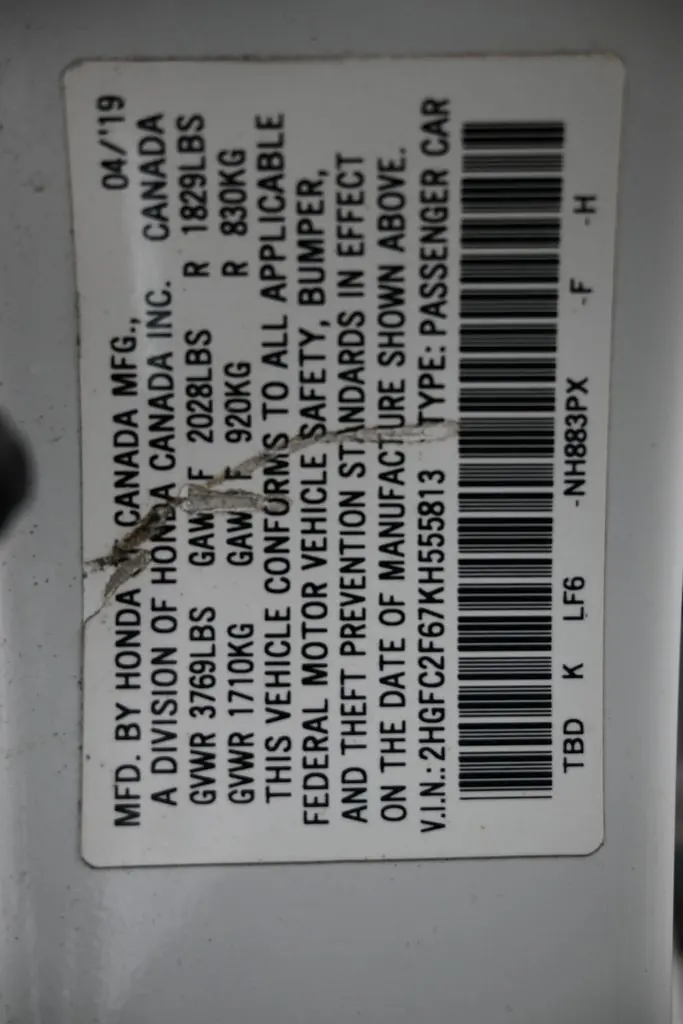 MFD. BY HONDA CANADA MFG., 04/'19
A DIVISION OF HONDA CANADA INC. CANADA
GVWR 3769LBS GAWR F 2028LBS R 1829LBS
GVWR 1710KG GAWR F 920KG R 830KG
THIS VEHICLE CONFORMS TO ALL APPLICABLE
FEDERAL MOTOR VEHICLE SAFETY, BUMPER,
AND THEFT PREVENTION STANDARDS IN EFFECT
ON THE DATE OF MANUFACTURE SHOWN ABOVE.
V.I.N.: 2HGFC2F67KH555813 TYPE: PASSENGER CAR
TBD K LF6 -NH883PX -F -H